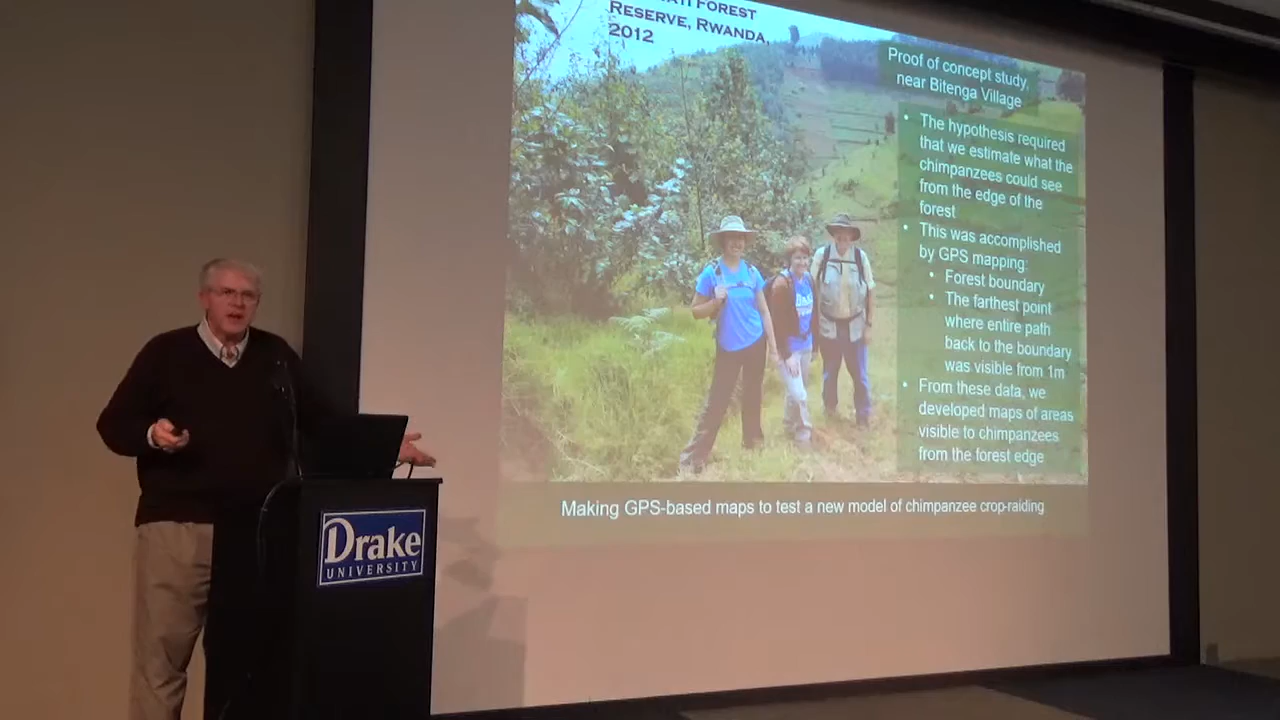 FOREST
RESERVE, RWANDA,
2012
Proof of concept study,
near Bitenga Village
• The hypothesis required
that we estimate what the
chimpanzees could see
from the edge of the
forest
• This was accomplished
by GPS mapping:
• Forest boundary
• The farthest point
where entire path
back to the boundary
was visible from 1m
• From these data, we
developed maps of areas
visible to chimpanzees
from the forest edge
Making GPS-based maps to test a new model of chimpanzee crop-raiding
Drake
UNIVERSITY